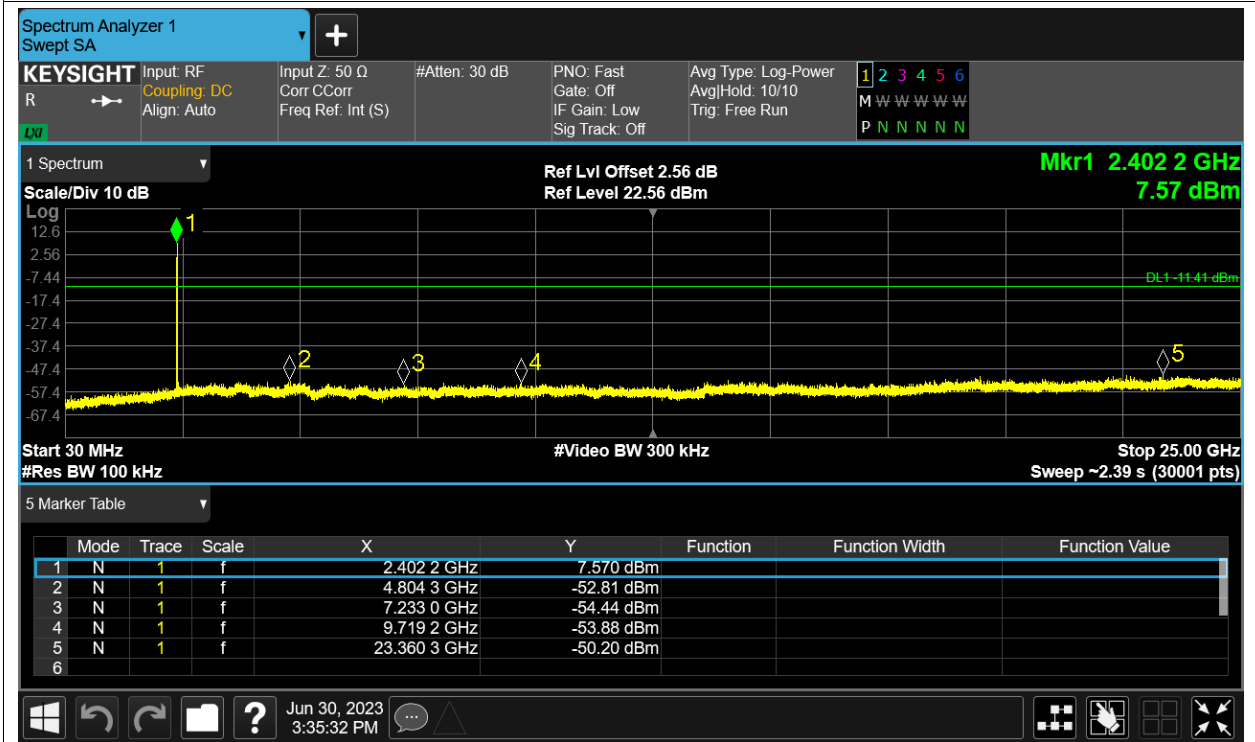 Spectrum Analyzer 1
Swept SA
KEYSIGHT Input: RF Input Z: 50 Ω #Atten: 30 dB PNO: Fast Avg Type: Log-Power 1 2 3 4 5 6
R Coupling: DC Corr CCorr Gate: Off Avg|Hold: 10/10 M W W W W W
Align: Auto Freq Ref: Int (S) IF Gain: Low Trig: Free Run
LXI Sig Track: Off P N N N N N
1 Spectrum Ref Lvl Offset 2.56 dB Mkr1 2.402 2 GHz
Scale/Div 10 dB Ref Level 22.56 dBm 7.57 dBm
Log
1
12.6
2.56
-7.44 DL1 -11.41 dBm
-17.4
-27.4
-37.4
2 3 4 5
-47.4
-57.4
-67.4
Start 30 MHz #Video BW 300 kHz Stop 25.00 GHz
#Res BW 100 kHz Sweep ~2.39 s (30001 pts)
5 Marker Table
Mode Trace Scale X Y Function Function Width Function Value
1 N 1 f 2.402 2 GHz 7.570 dBm
2 N 1 f 4.804 3 GHz -52.81 dBm
3 N 1 f 7.233 0 GHz -54.44 dBm
4 N 1 f 9.719 2 GHz -53.88 dBm
5 N 1 f 23.360 3 GHz -50.20 dBm
6
? Jun 30, 2023
3:35:32 PM